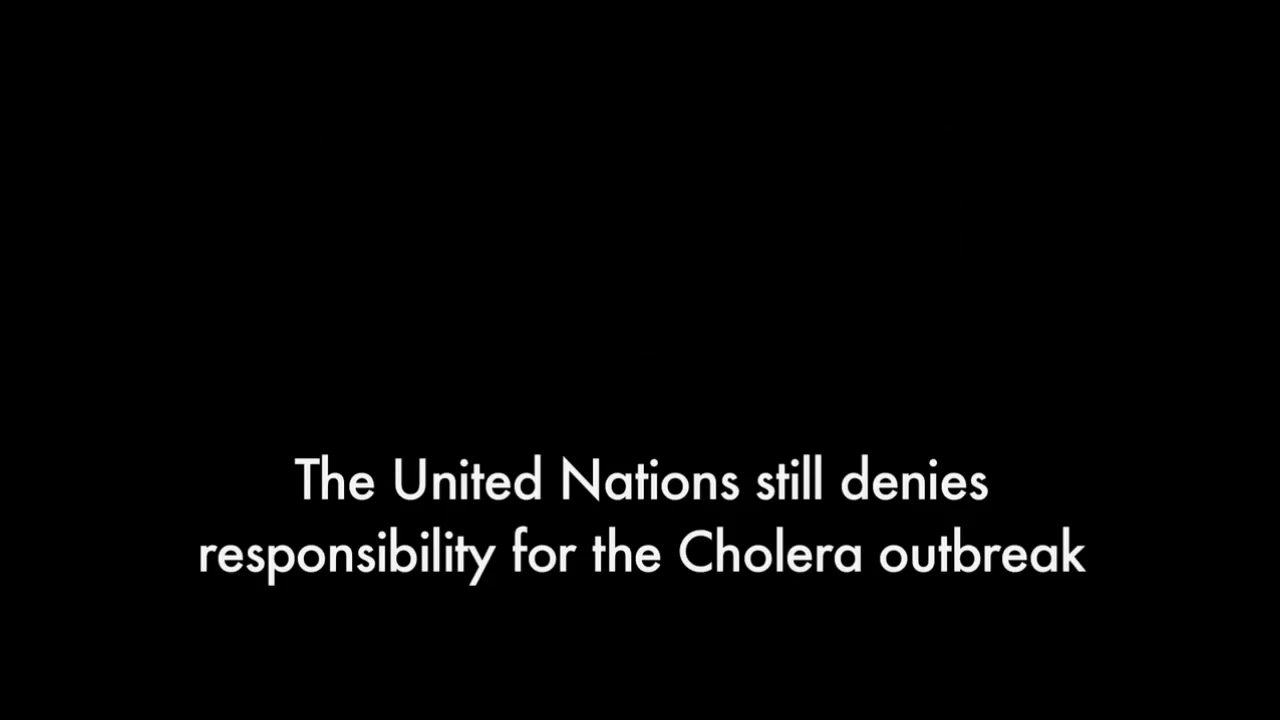 The United Nations still denies
responsibility for the Cholera outbreak